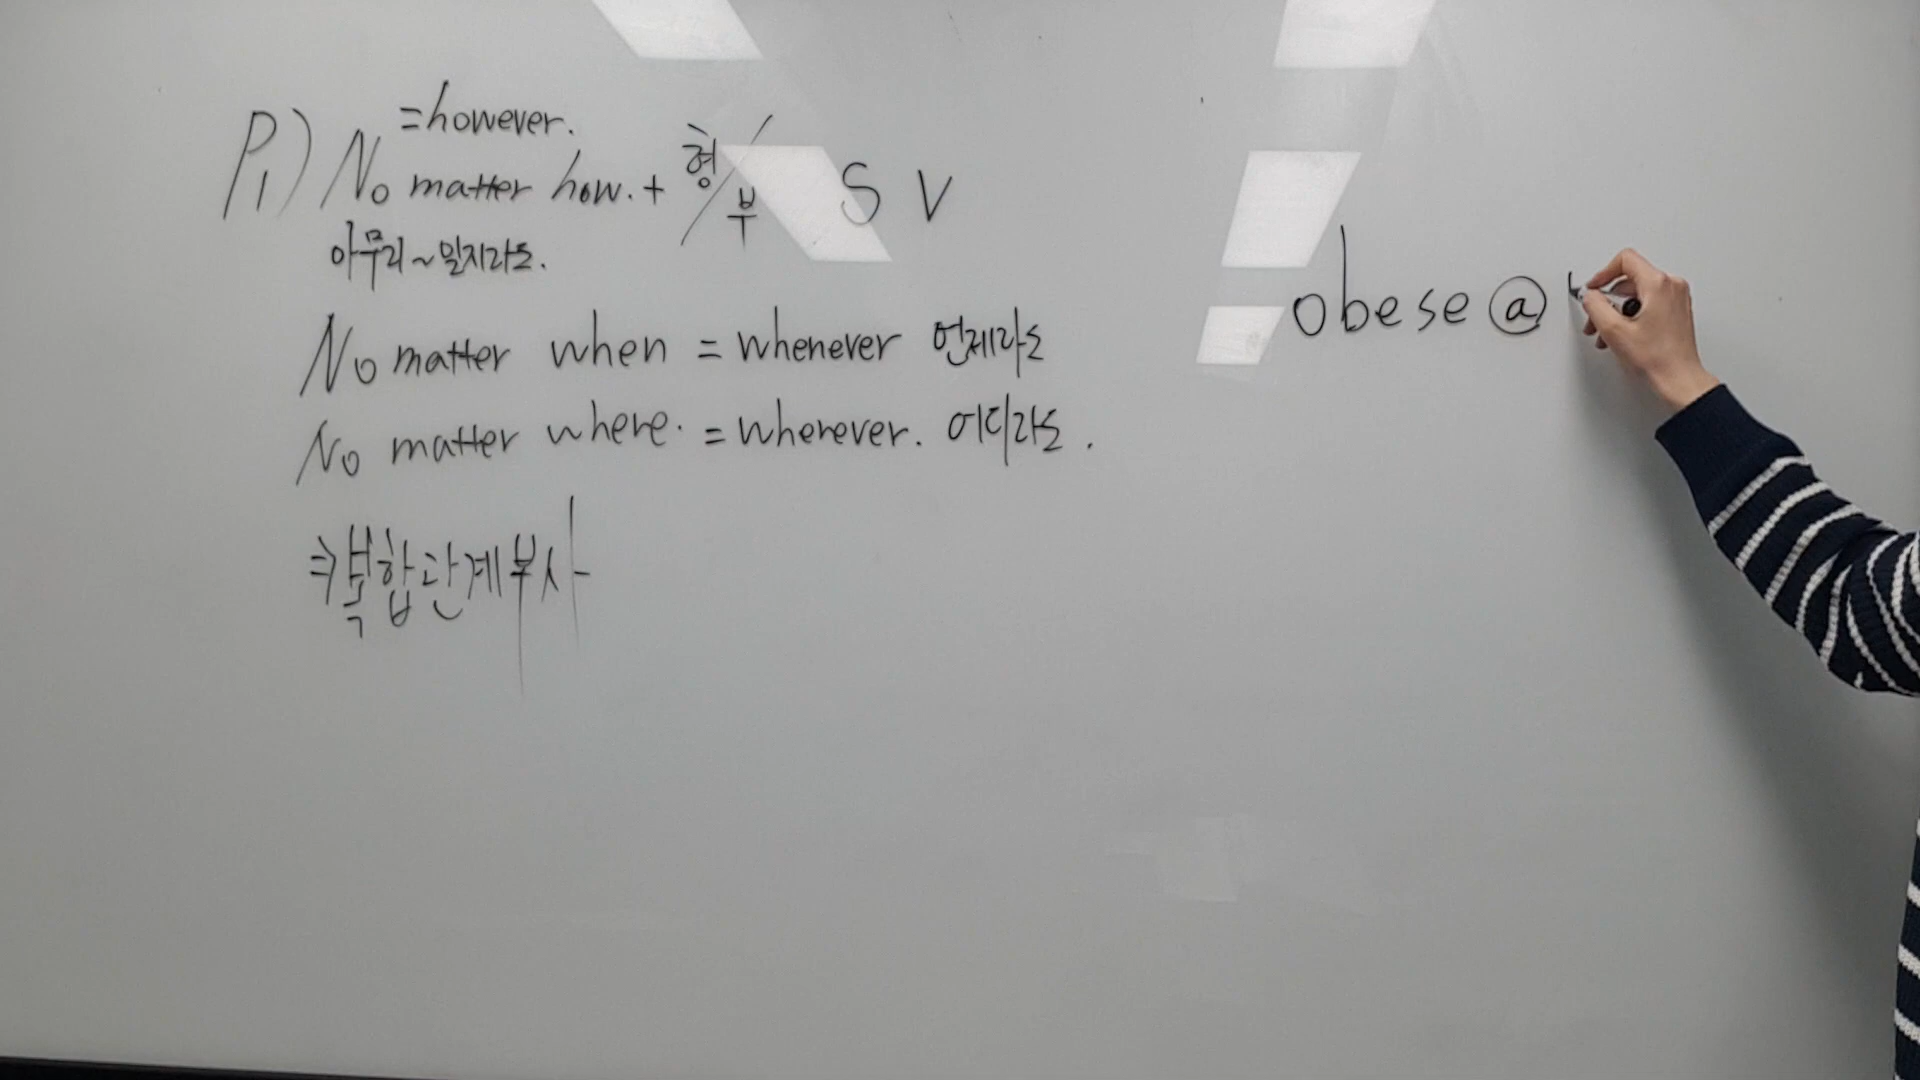 =however.
P1) No matter how. + 형/부 S V
아무리~일지라도.
No matter when = whenever 언제라도
No matter where. = wherever. 어디라도.
⇒복합관계부사
obese ⓐ